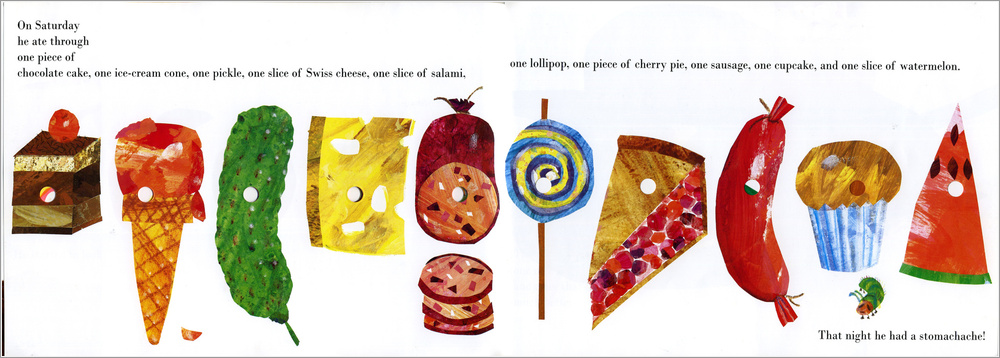 On Saturday
he ate through
one piece of
chocolate cake, one ice-cream cone, one pickle, one slice of Swiss cheese, one slice of salami,
one lollipop, one piece of cherry pie, one sausage, one cupcake, and one slice of watermelon.
That night he had a stomachache!